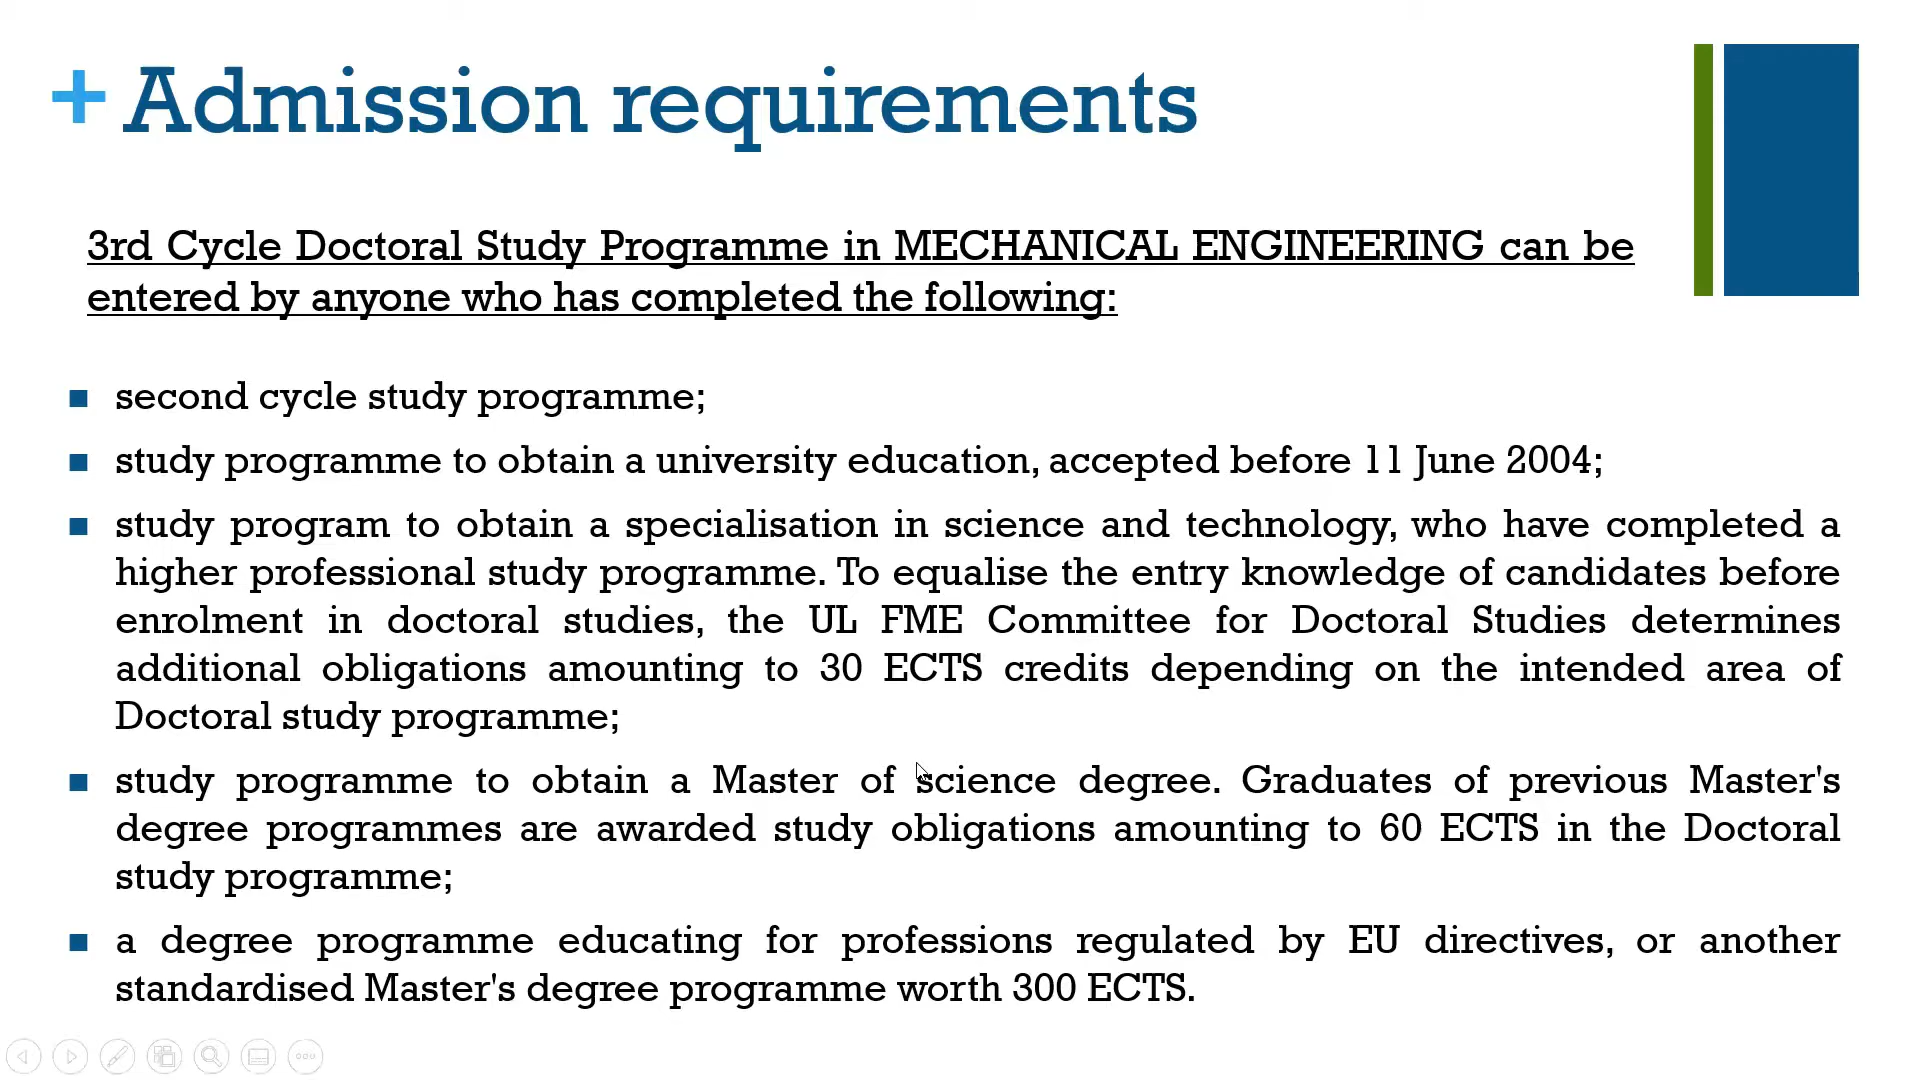 + Admission requirements
3rd Cycle Doctoral Study Programme in MECHANICAL ENGINEERING can be
entered by anyone who has completed the following:
■ second cycle study programme;
■ study programme to obtain a university education, accepted before 11 June 2004;
■ study program to obtain a specialisation in science and technology, who have completed a
higher professional study programme. To equalise the entry knowledge of candidates before
enrolment in doctoral studies, the UL FME Committee for Doctoral Studies determines
additional obligations amounting to 30 ECTS credits depending on the intended area of
Doctoral study programme;
■ study programme to obtain a Master of science degree. Graduates of previous Master's
degree programmes are awarded study obligations amounting to 60 ECTS in the Doctoral
study programme;
■ a degree programme educating for professions regulated by EU directives, or another
standardised Master's degree programme worth 300 ECTS.